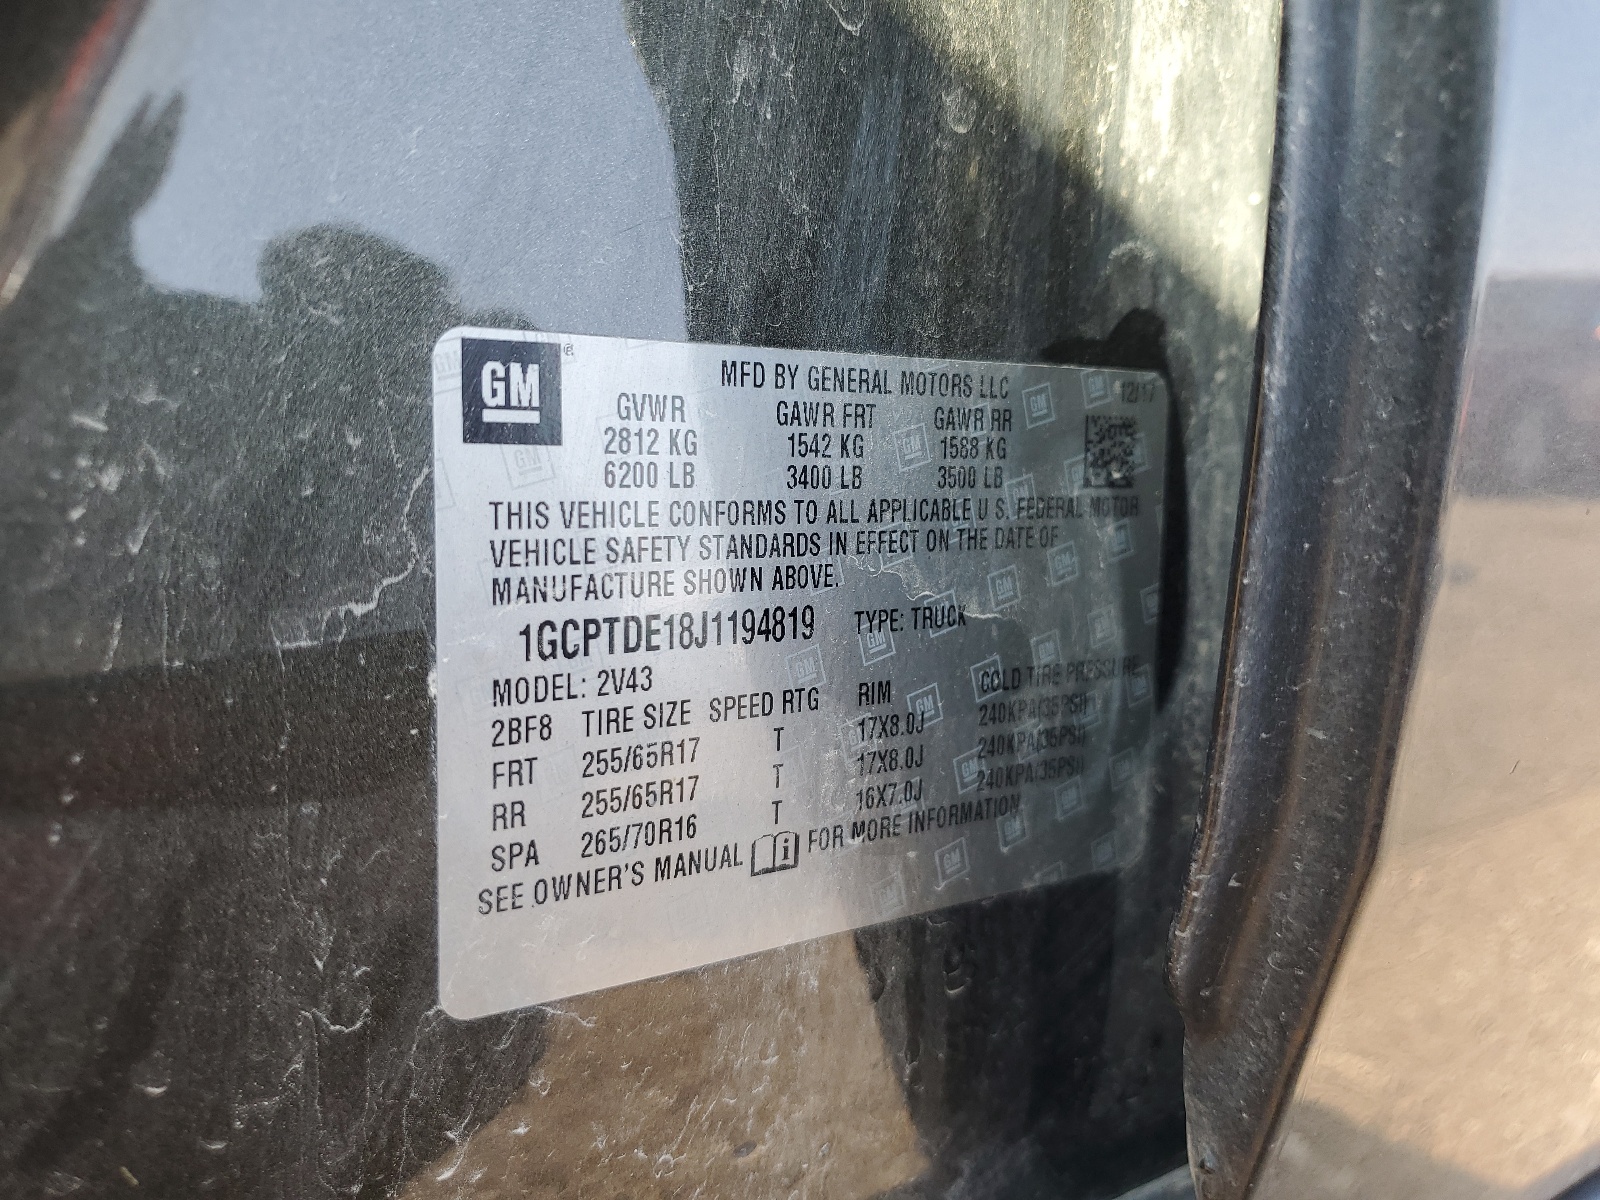 GM
MFD BY GENERAL MOTORS LLC 12/17
GVWR GAWR FRT GAWR RR
2812 KG 1542 KG 1588 KG
6200 LB 3400 LB 3500 LB
THIS VEHICLE CONFORMS TO ALL APPLICABLE U S. FEDERAL MOTOR
VEHICLE SAFETY STANDARDS IN EFFECT ON THE DATE OF
MANUFACTURE SHOWN ABOVE.
1GCPTDE18J1194819 TYPE: TRUCK
MODEL: 2V43
2BF8 TIRE SIZE SPEED RTG RIM COLD TIRE PRESSURE
FRT 255/65R17 T 17X8.0J 240KPA(35PSI)
RR 255/65R17 T 17X8.0J 240KPA(35PSI)
SPA 265/70R16 T 16X7.0J 240KPA(35PSI)
SEE OWNER'S MANUAL i FOR MORE INFORMATION